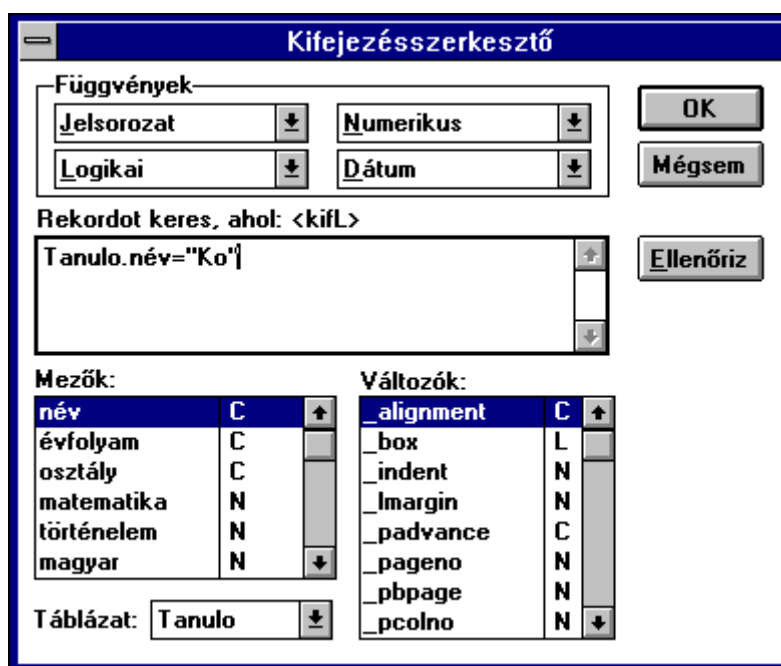 Kifejezésszerkesztő
Függvények
Jelsorozat Numerikus
Logikai Dátum
OK
Mégsem
Rekordot keres, ahol: <kifL>
Tanulo.név="Ko"
Ellenőriz
Mezők:
név C
évfolyam C
osztály C
matematika N
történelem N
magyar N
Változók:
_alignment C
_box L
_indent N
_lmargin N
_padvance C
_pageno N
_pbpage N
_pcolno N
Táblázat: Tanulo